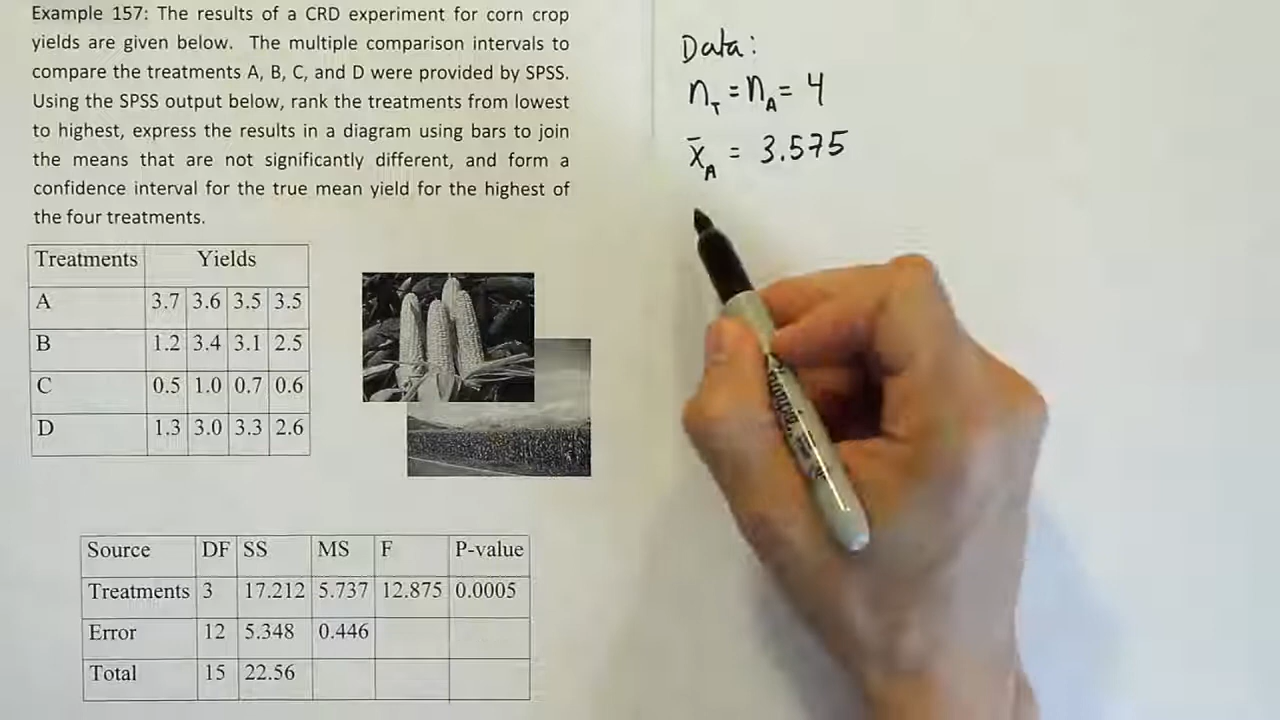 Example 157: The results of a CRD experiment for corn crop
yields are given below. The multiple comparison intervals to
compare the treatments A, B, C, and D were provided by SPSS.
Using the SPSS output below, rank the treatments from lowest
to highest, express the results in a diagram using bars to join
the means that are not significantly different, and form a
confidence interval for the true mean yield for the highest of
the four treatments.
Treatments Yields
A 3.7 3.6 3.5 3.5
B 1.2 3.4 3.1 2.5
C 0.5 1.0 0.7 0.6
D 1.3 3.0 3.3 2.6
Source DF SS MS F P-value
Treatments 3 17.212 5.737 12.875 0.0005
Error 12 5.348 0.446
Total 15 22.56
Data:
n_T = n_A = 4
x̄_A = 3.575